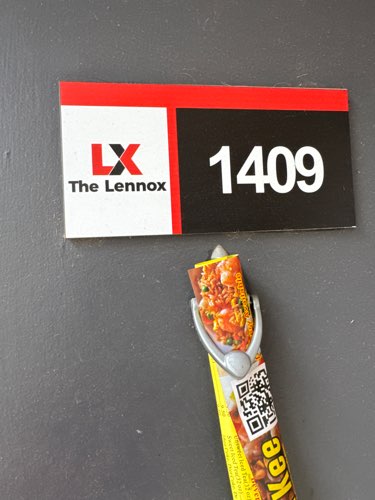 LX
The Lennox
1409
Kee